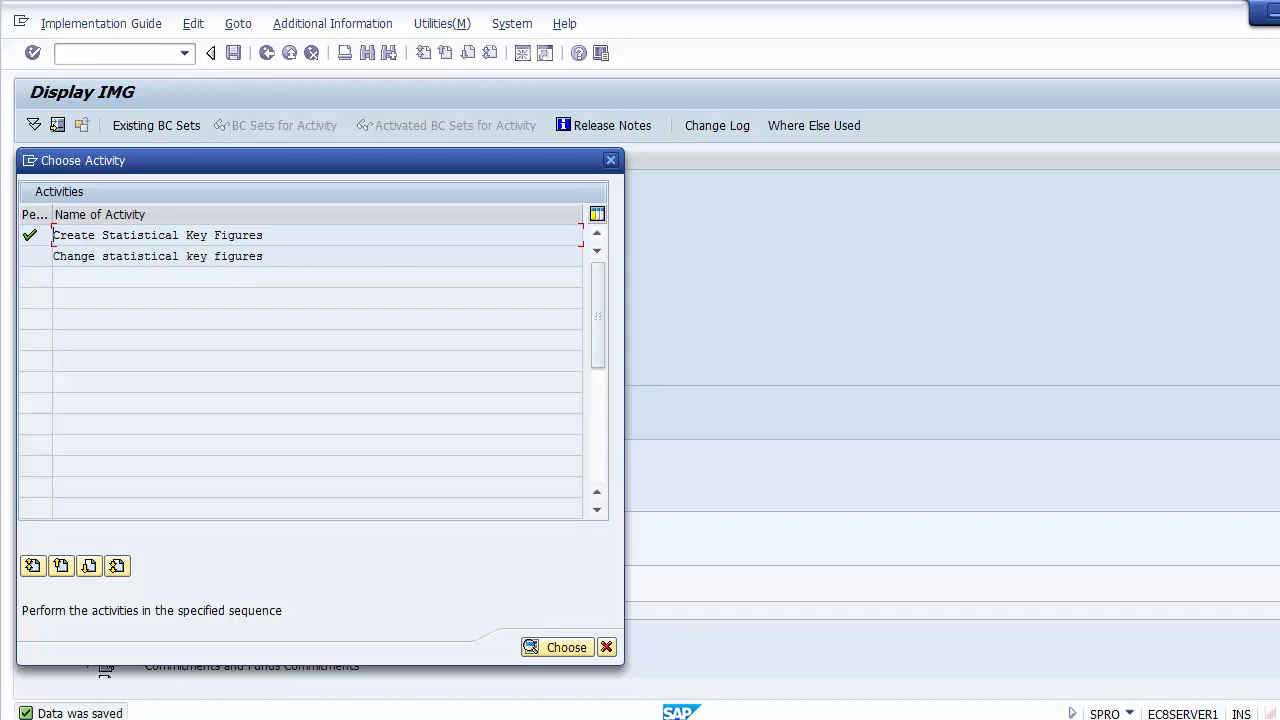 Implementation Guide Edit Goto Additional Information Utilities(M) System Help
Display IMG
Existing BC Sets BC Sets for Activity Activated BC Sets for Activity Release Notes Change Log Where Else Used
Choose Activity
Activities
Pe... Name of Activity
Create Statistical Key Figures
Change statistical key figures
Perform the activities in the specified sequence
Choose
Commitments and Funds Commitments
Data was saved
SAP
SPRO EC8SERVER1 INS